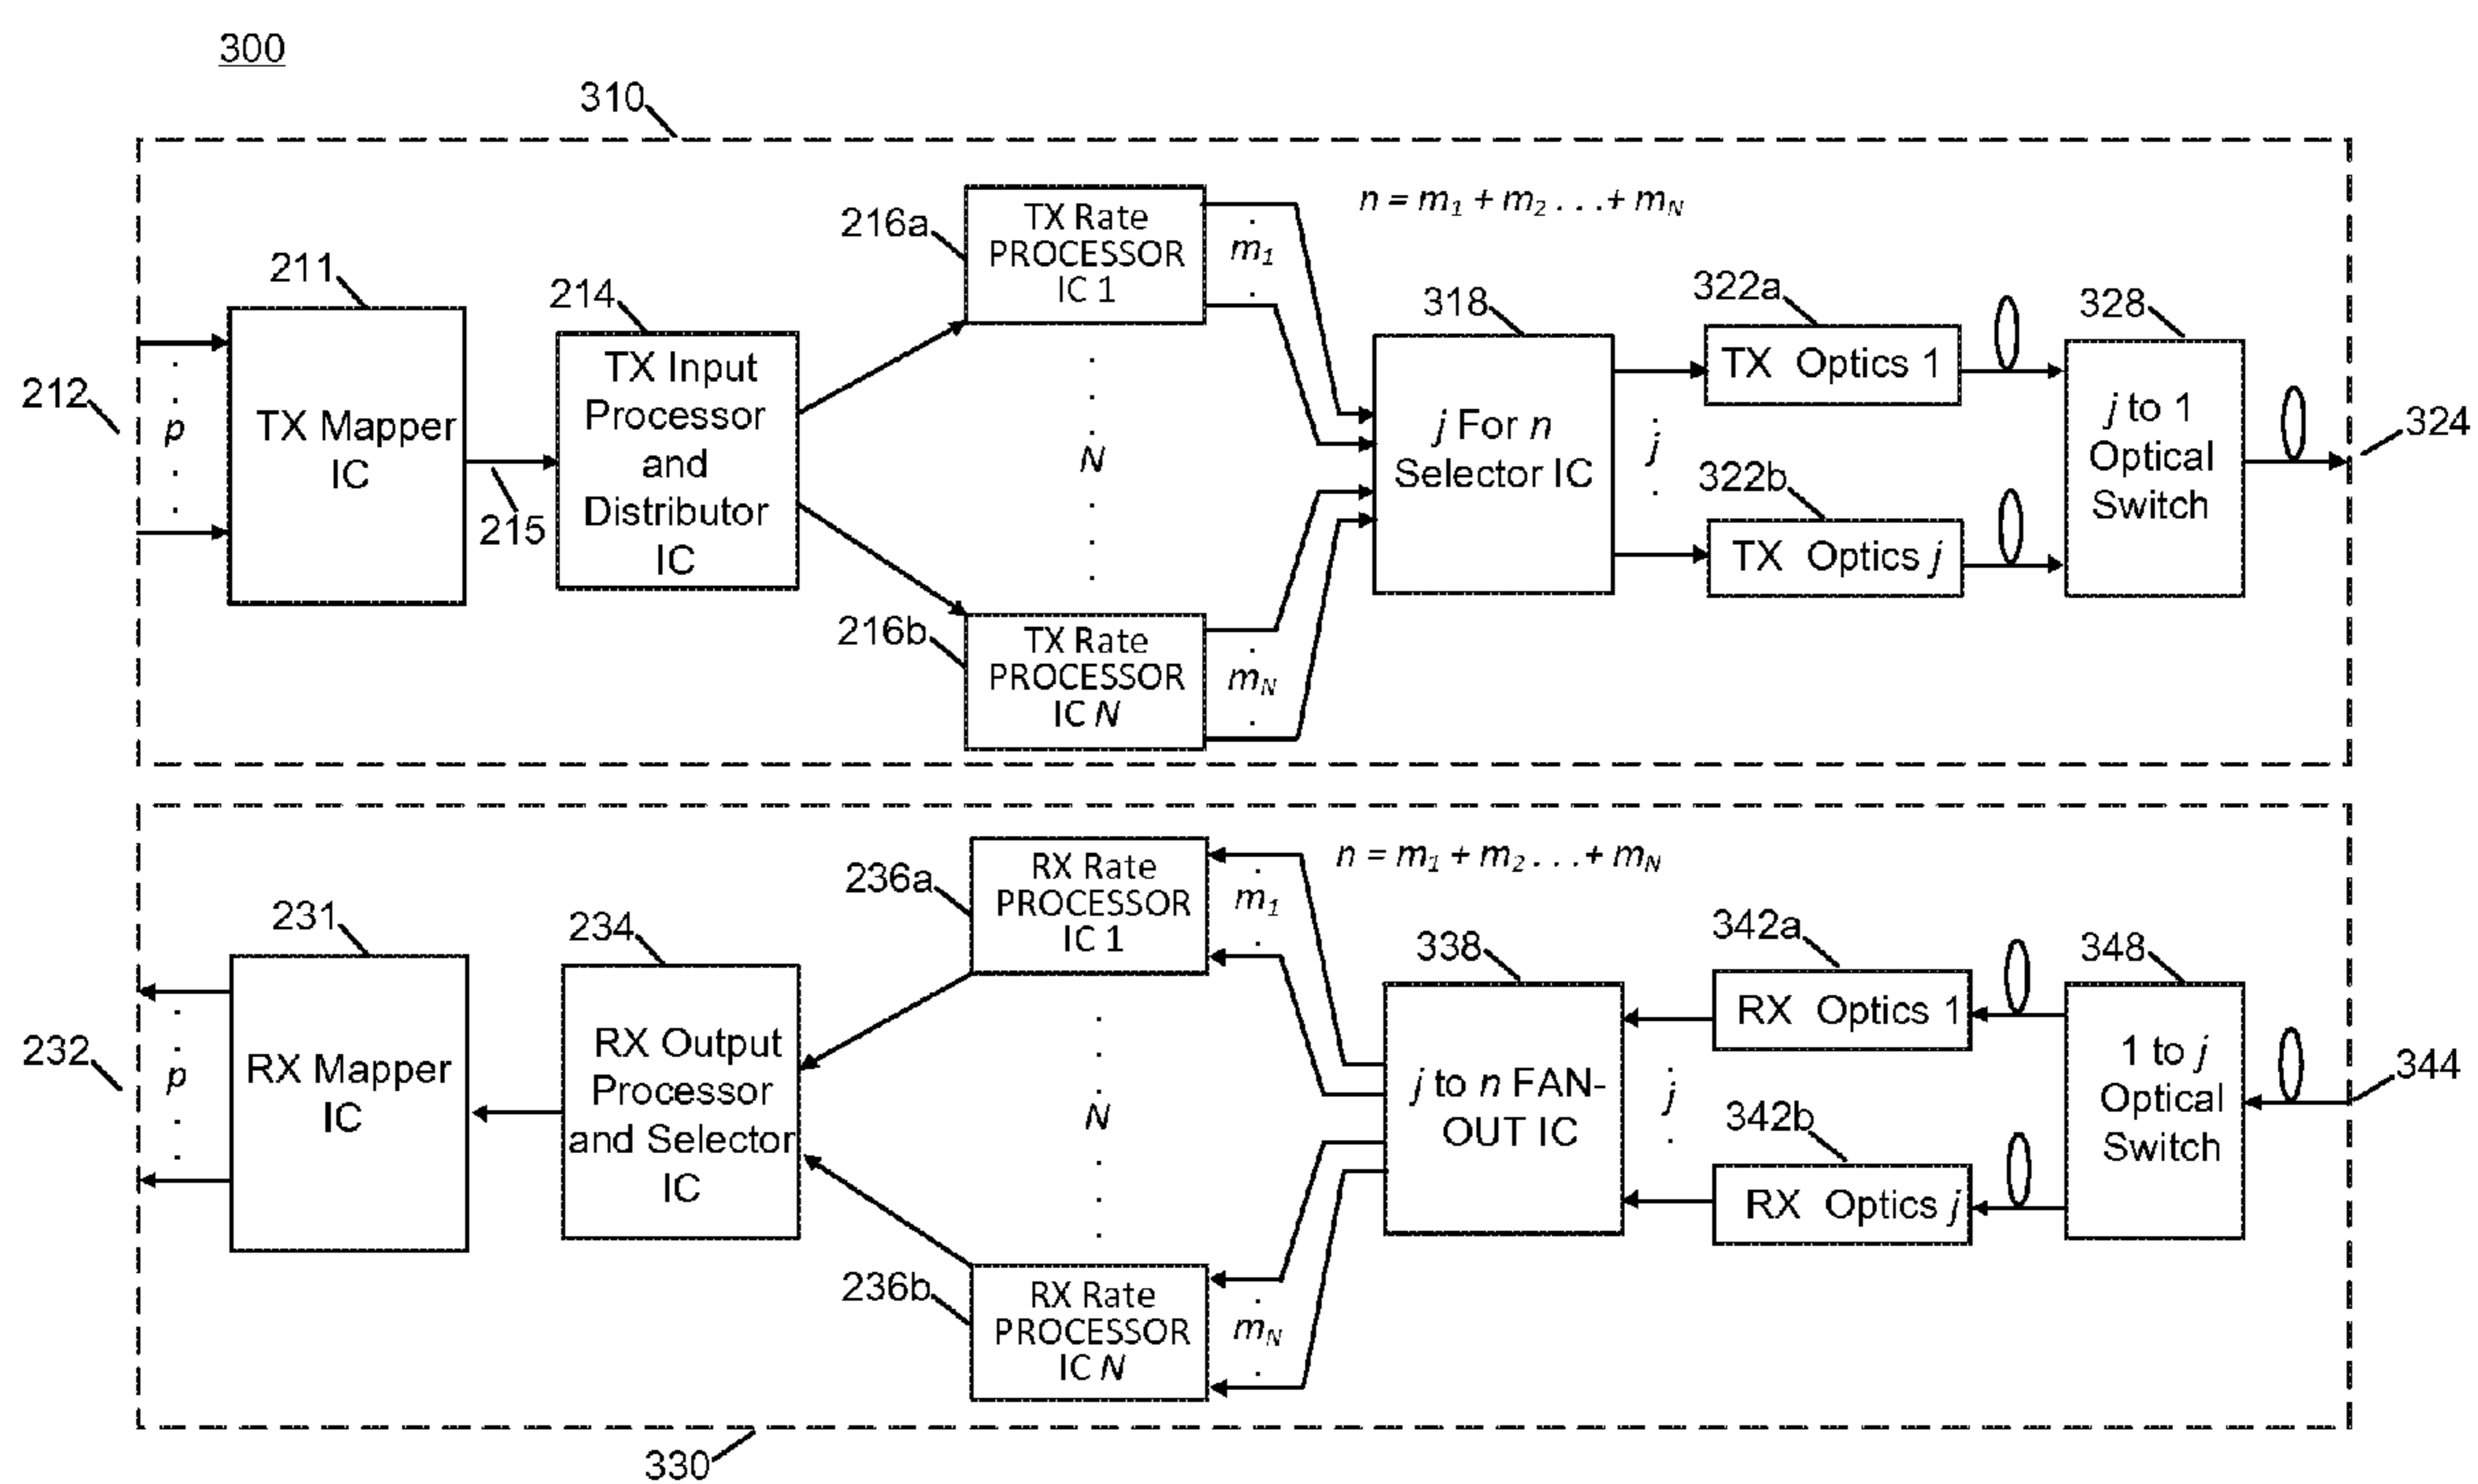 300
310
212
p
211
TX Mapper
IC
215
214
TX Input
Processor
and
Distributor
IC
216a
TX Rate
PROCESSOR
IC 1
m1
N
216b
TX Rate
PROCESSOR
IC N
mN
n = m1 + m2 . . .+ mN
318
j For n
Selector IC
j
322a
TX Optics 1
322b
TX Optics j
328
j to 1
Optical
Switch
324
232
p
231
RX Mapper
IC
234
RX Output
Processor
and Selector
IC
236a
RX Rate
PROCESSOR
IC 1
m1
N
236b
RX Rate
PROCESSOR
IC N
mN
n = m1 + m2 . . .+ mN
338
j to n FAN-
OUT IC
j
342a
RX Optics 1
342b
RX Optics j
348
1 to j
Optical
Switch
344
330